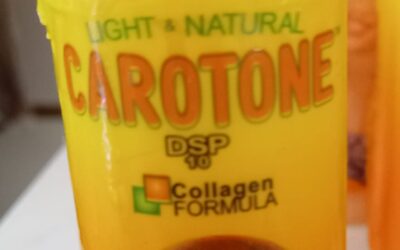 LIGHT & NATURAL
CAROTONE
DSP
10
Collagen
FORMULA